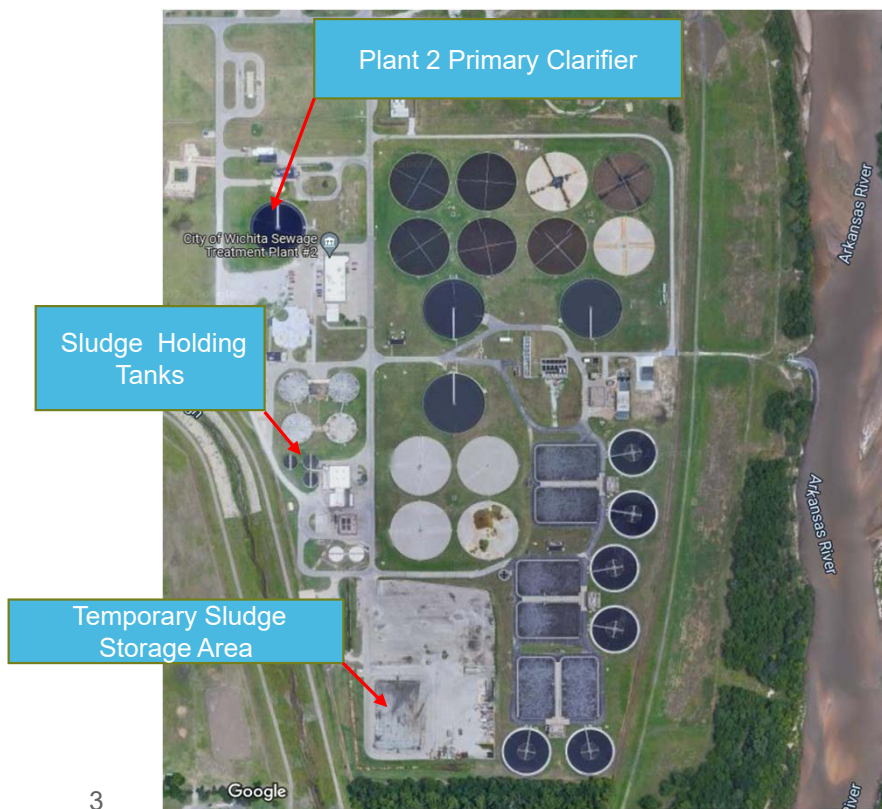 Plant 2 Primary Clarifier
City of Wichita Sewage
Treatment Plant #2
Arkansas River
Sludge Holding
Tanks
Arkansas River
Temporary Sludge
Storage Area
Google
River
3